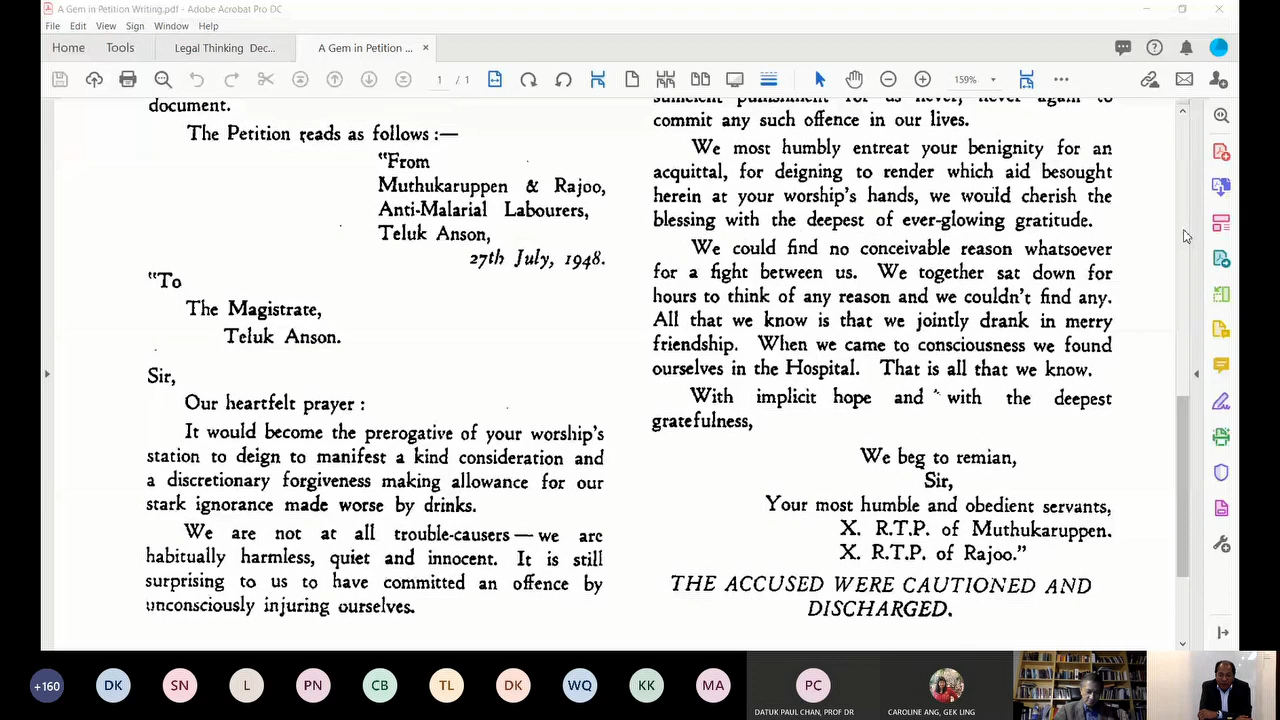 A Gem in Petition Writing.pdf - Adobe Acrobat Pro DC
File Edit View Sign Window Help
Home Tools Legal Thinking Dec... A Gem in Petition ... ×
1 / 1 159%
document.
The Petition reads as follows :—
"From
Muthukaruppen & Rajoo,
Anti-Malarial Labourers,
Teluk Anson,
27th July, 1948.
"To
The Magistrate,
Teluk Anson.
Sir,
Our heartfelt prayer :
It would become the prerogative of your worship's
station to deign to manifest a kind consideration and
a discretionary forgiveness making allowance for our
stark ignorance made worse by drinks.
We are not at all trouble-causers — we are
habitually harmless, quiet and innocent. It is still
surprising to us to have committed an offence by
unconsciously injuring ourselves.
sufficient punishment for us never, never again to
commit any such offence in our lives.
We most humbly entreat your benignity for an
acquittal, for deigning to render which aid besought
herein at your worship's hands, we would cherish the
blessing with the deepest of ever-glowing gratitude.
We could find no conceivable reason whatsoever
for a fight between us. We together sat down for
hours to think of any reason and we couldn't find any.
All that we know is that we jointly drank in merry
friendship. When we came to consciousness we found
ourselves in the Hospital. That is all that we know.
With implicit hope and with the deepest
gratefulness,
We beg to remian,
Sir,
Your most humble and obedient servants,
X. R.T.P. of Muthukaruppen.
X. R.T.P. of Rajoo."
THE ACCUSED WERE CAUTIONED AND
DISCHARGED.
+160 DK SN L PN CB TL DK WQ KK MA PC
DATUK PAUL CHAN, PROF DR CAROLINE ANG, GEK LING